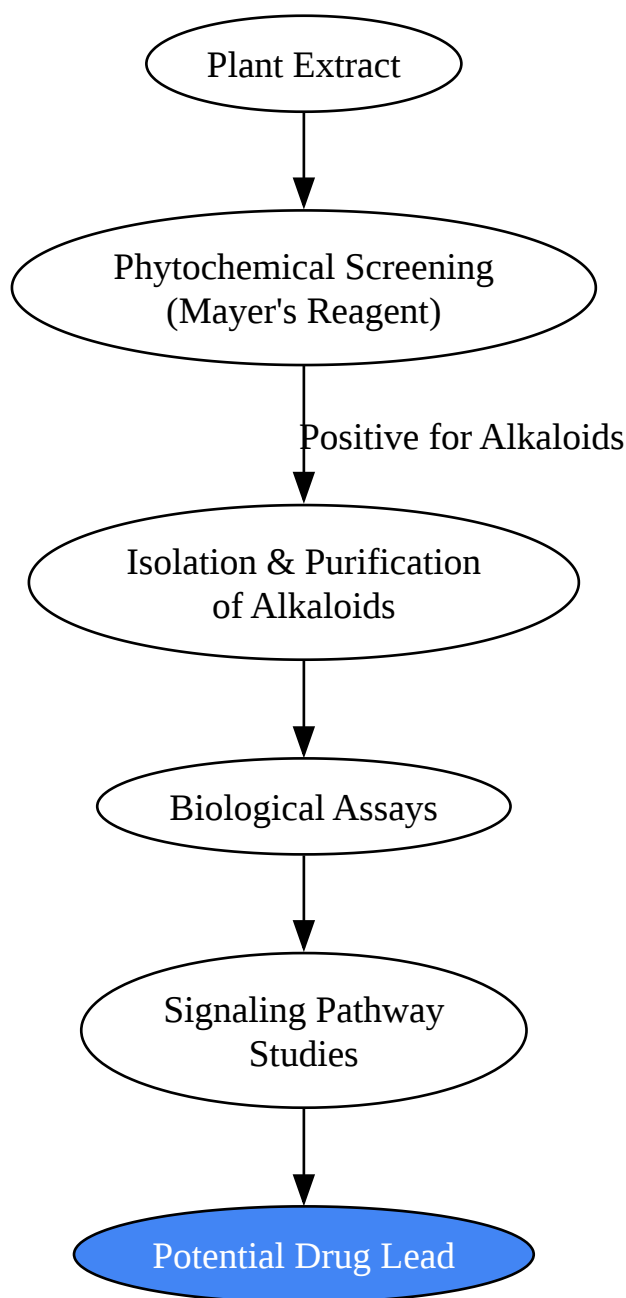 Plant Extract
Phytochemical Screening
(Mayer's Reagent)
Positive for Alkaloids
Isolation & Purification
of Alkaloids
Biological Assays
Signaling Pathway
Studies
Potential Drug Lead